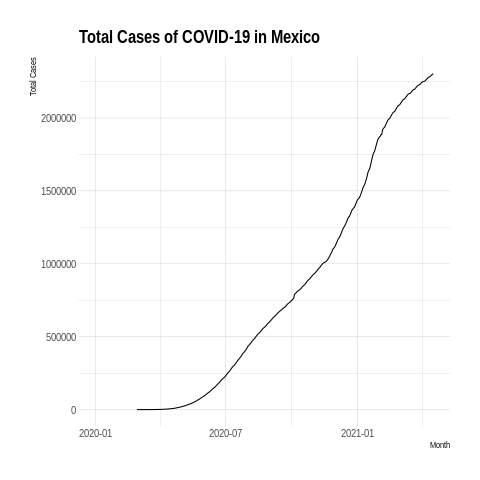 Total Cases of COVID-19 in Mexico
Total Cases
2000000
1500000
1000000
500000
0
2020-01 2020-07 2021-01
Month